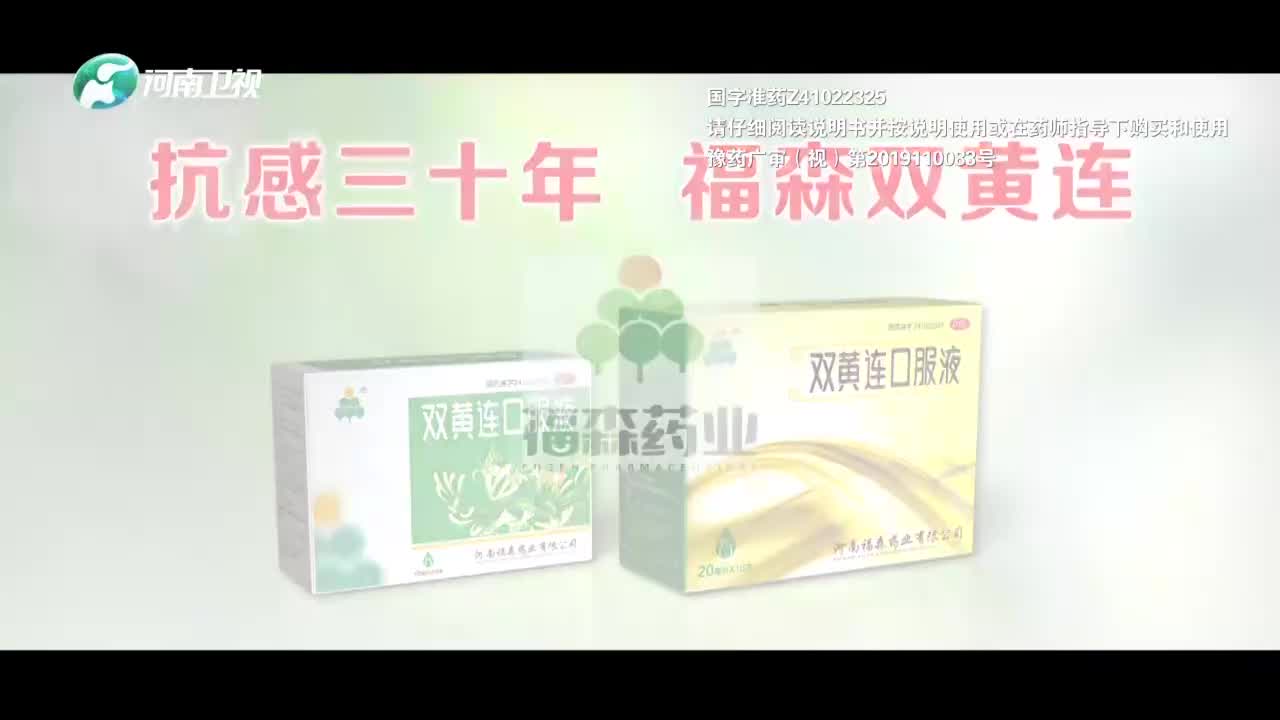 河南卫视
国字准药Z41022325
请仔细阅读说明书并按说明使用或在药师指导下购买和使用
豫药广审（视）第2019110083号
抗感三十年 福森双黄连
双黄连口服液
双黄连口服液
福森药业
FUSEN PHARMACEUTICAL
河南福森药业有限公司
河南福森药业有限公司